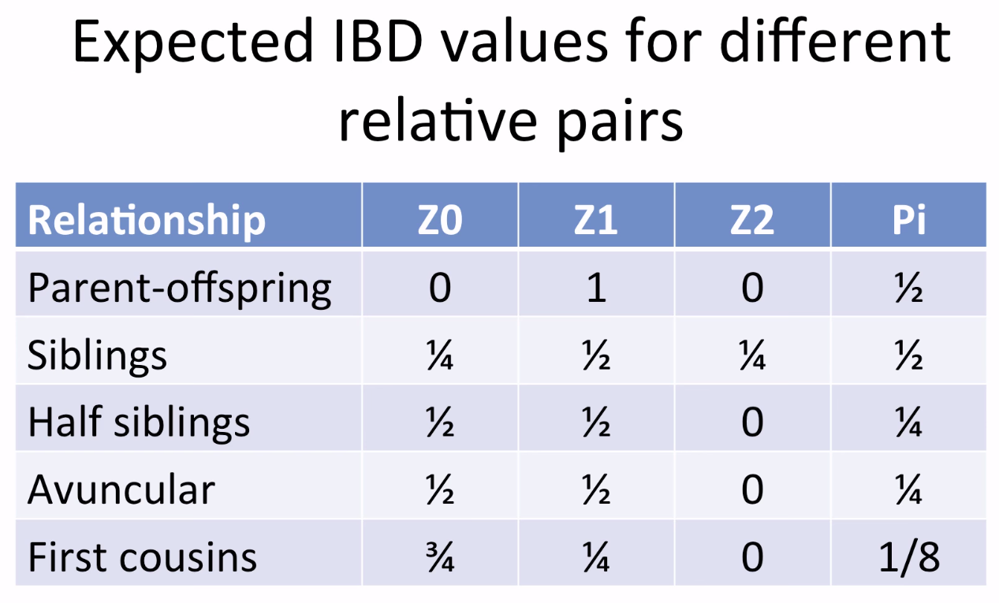 Expected IBD values for different
relative pairs
Relationship Z0 Z1 Z2 Pi
Parent-offspring 0 1 0 ½
Siblings ¼ ½ ¼ ½
Half siblings ½ ½ 0 ¼
Avuncular ½ ½ 0 ¼
First cousins ¾ ¼ 0 1/8